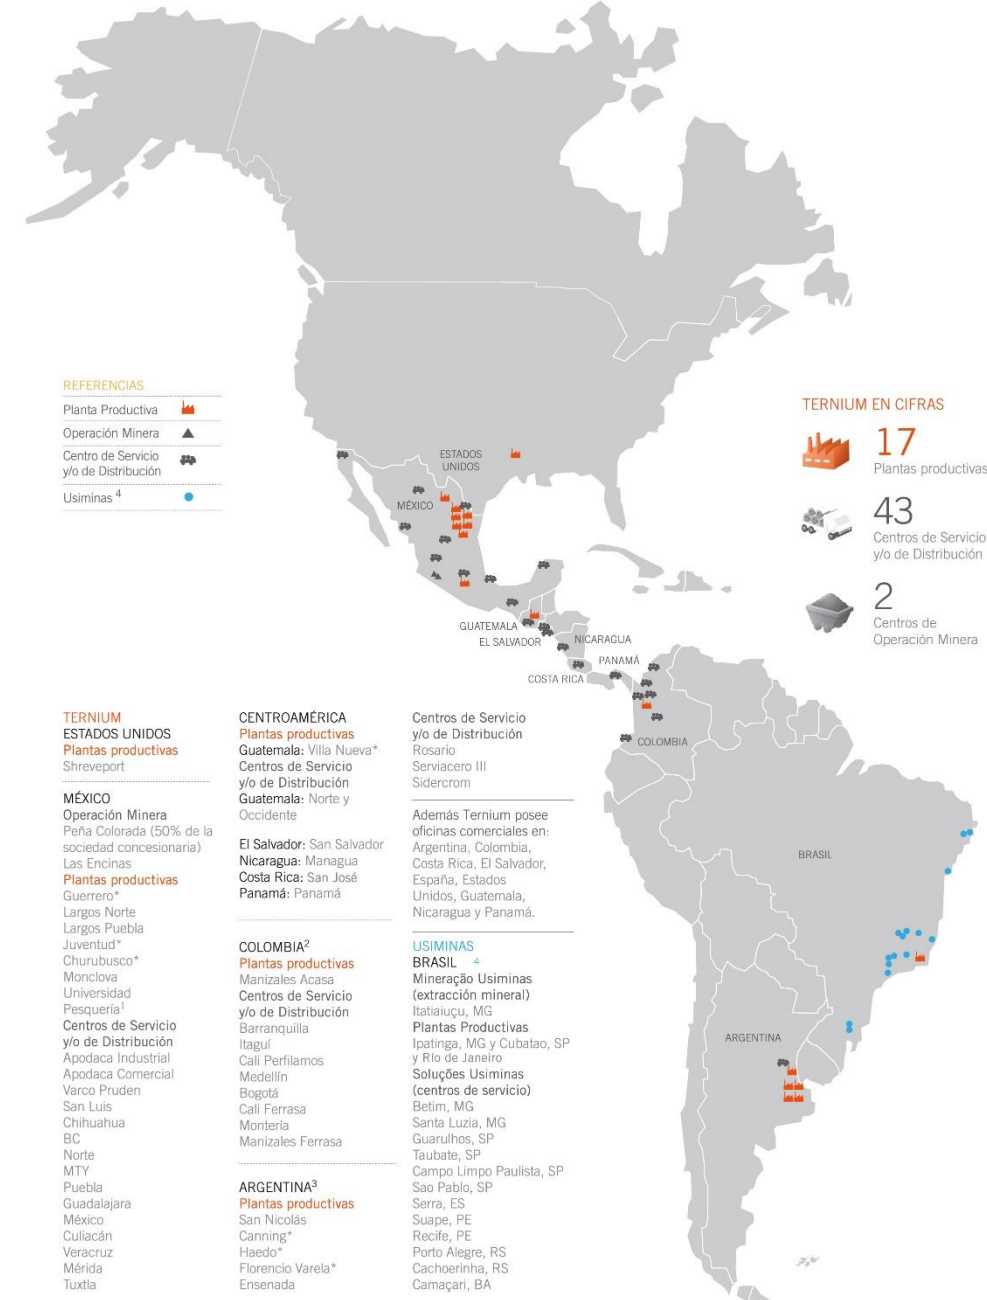 REFERENCIAS
Planta Productiva
Operación Minera
Centro de Servicio
y/o de Distribución
Usiminas 4
ESTADOS
UNIDOS
MÉXICO
GUATEMALA
EL SALVADOR
NICARAGUA
PANAMÁ
COSTA RICA
COLOMBIA
BRASIL
ARGENTINA
TERNIUM EN CIFRAS
17
Plantas productivas
43
Centros de Servicio
y/o de Distribución
2
Centros de
Operación Minera
TERNIUM
ESTADOS UNIDOS
Plantas productivas
Shreveport
MÉXICO
Operación Minera
Peña Colorada (50% de la
sociedad concesionaria)
Las Encinas
Plantas productivas
Guerrero*
Largos Norte
Largos Puebla
Juventud*
Churubusco*
Monclova
Universidad
Pesquería1
Centros de Servicio
y/o de Distribución
Apodaca Industrial
Apodaca Comercial
Varco Pruden
San Luis
Chihuahua
BC
Norte
MTY
Puebla
Guadalajara
México
Culiacán
Veracruz
Mérida
Tuxtla
CENTROAMÉRICA
Plantas productivas
Guatemala: Villa Nueva*
Centros de Servicio
y/o de Distribución
Guatemala: Norte y
Occidente
El Salvador: San Salvador
Nicaragua: Managua
Costa Rica: San José
Panamá: Panamá
COLOMBIA2
Plantas productivas
Manizales Acasa
Centros de Servicio
y/o de Distribución
Barranquilla
Itaguí
Cali Perfilamos
Medellín
Bogotá
Cali Ferrasa
Montería
Manizales Ferrasa
ARGENTINA3
Plantas productivas
San Nicolás
Canning*
Haedo*
Florencio Varela*
Ensenada
Centros de Servicio
y/o de Distribución
Rosario
Serviacero III
Sidercrom
Además Ternium posee
oficinas comerciales en:
Argentina, Colombia,
Costa Rica, El Salvador,
España, Estados
Unidos, Guatemala,
Nicaragua y Panamá.
USIMINAS
BRASIL 4
Mineração Usiminas
(extracción mineral)
Itatiaiuçu, MG
Plantas Productivas
Ipatinga, MG y Cubatao, SP
y Río de Janeiro
Soluções Usiminas
(centros de servicio)
Betim, MG
Santa Luzia, MG
Guarulhos, SP
Taubate, SP
Campo Limpo Paulista, SP
Sao Pablo, SP
Serra, ES
Suape, PE
Recife, PE
Porto Alegre, RS
Cachoerinha, RS
Camaçari, BA